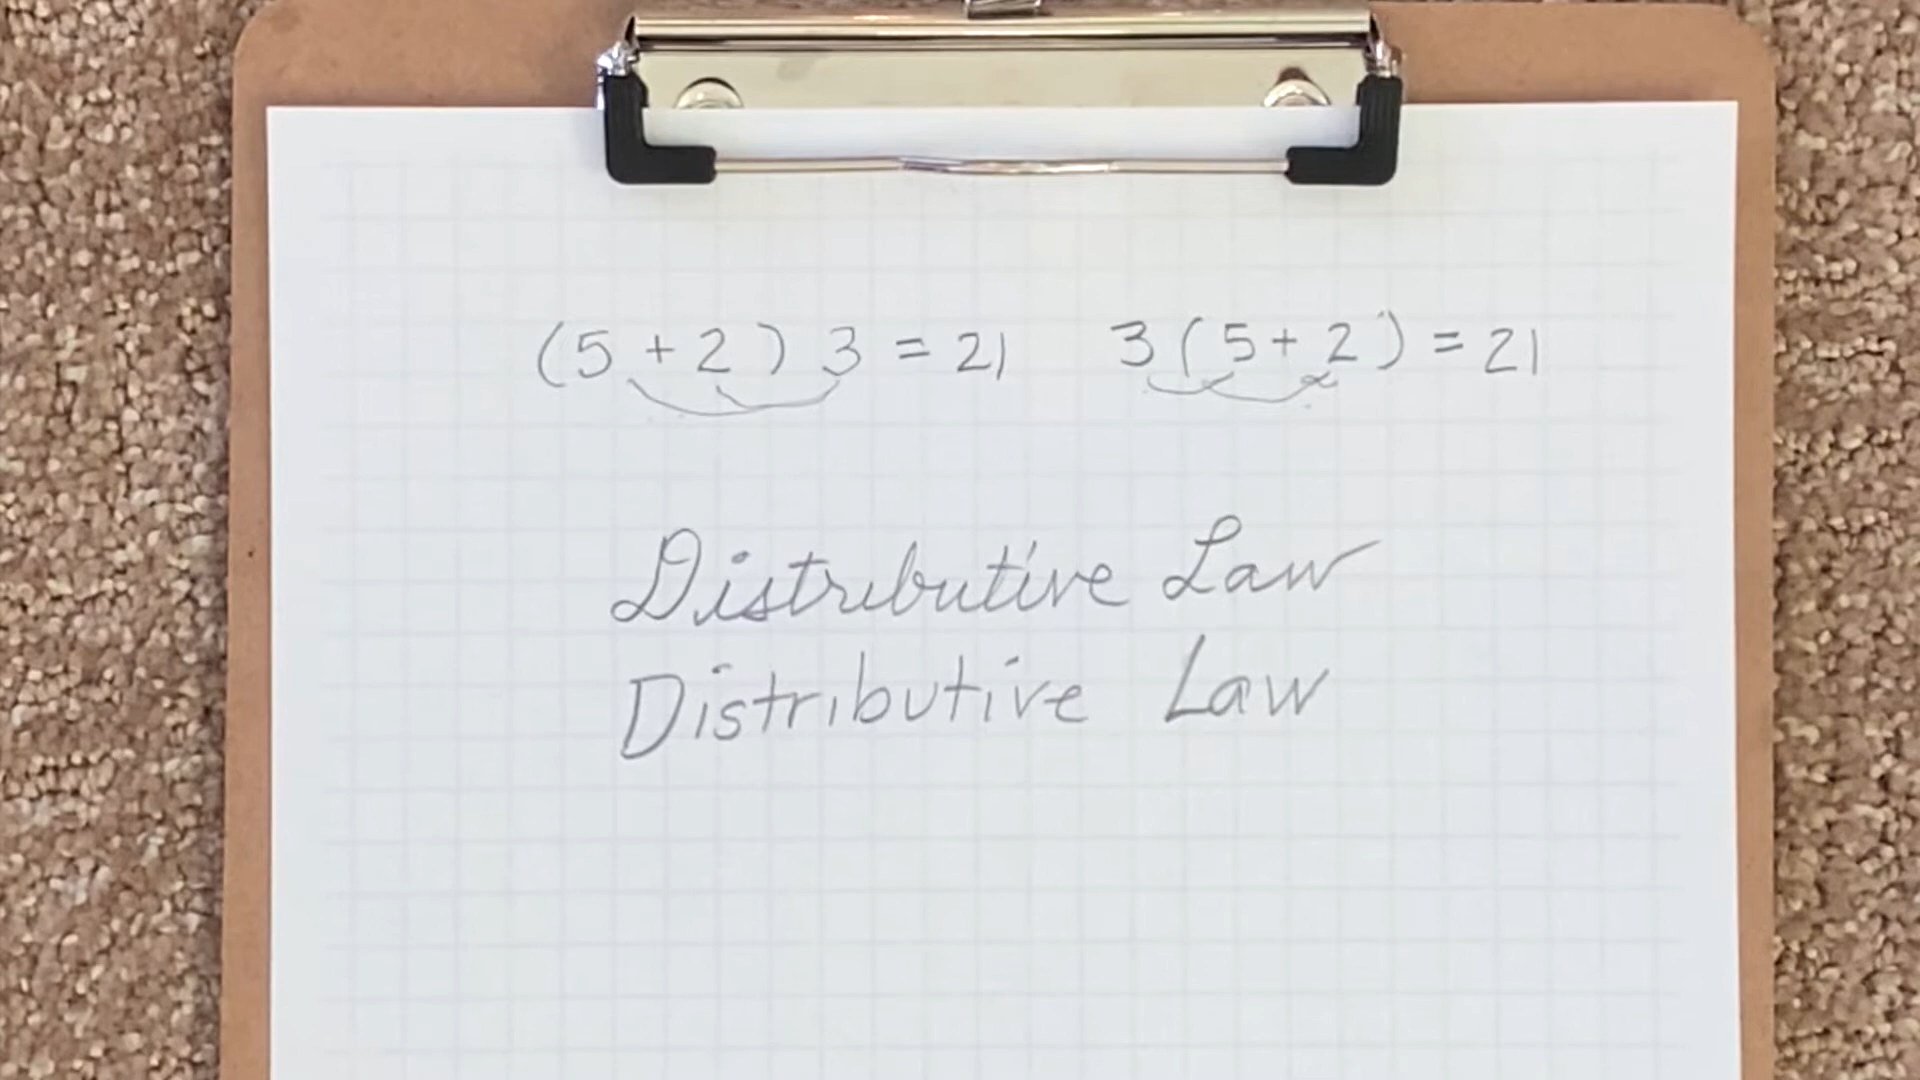 (5 + 2) 3 = 21 3(5 + 2) = 21
Distributive Law
Distributive Law